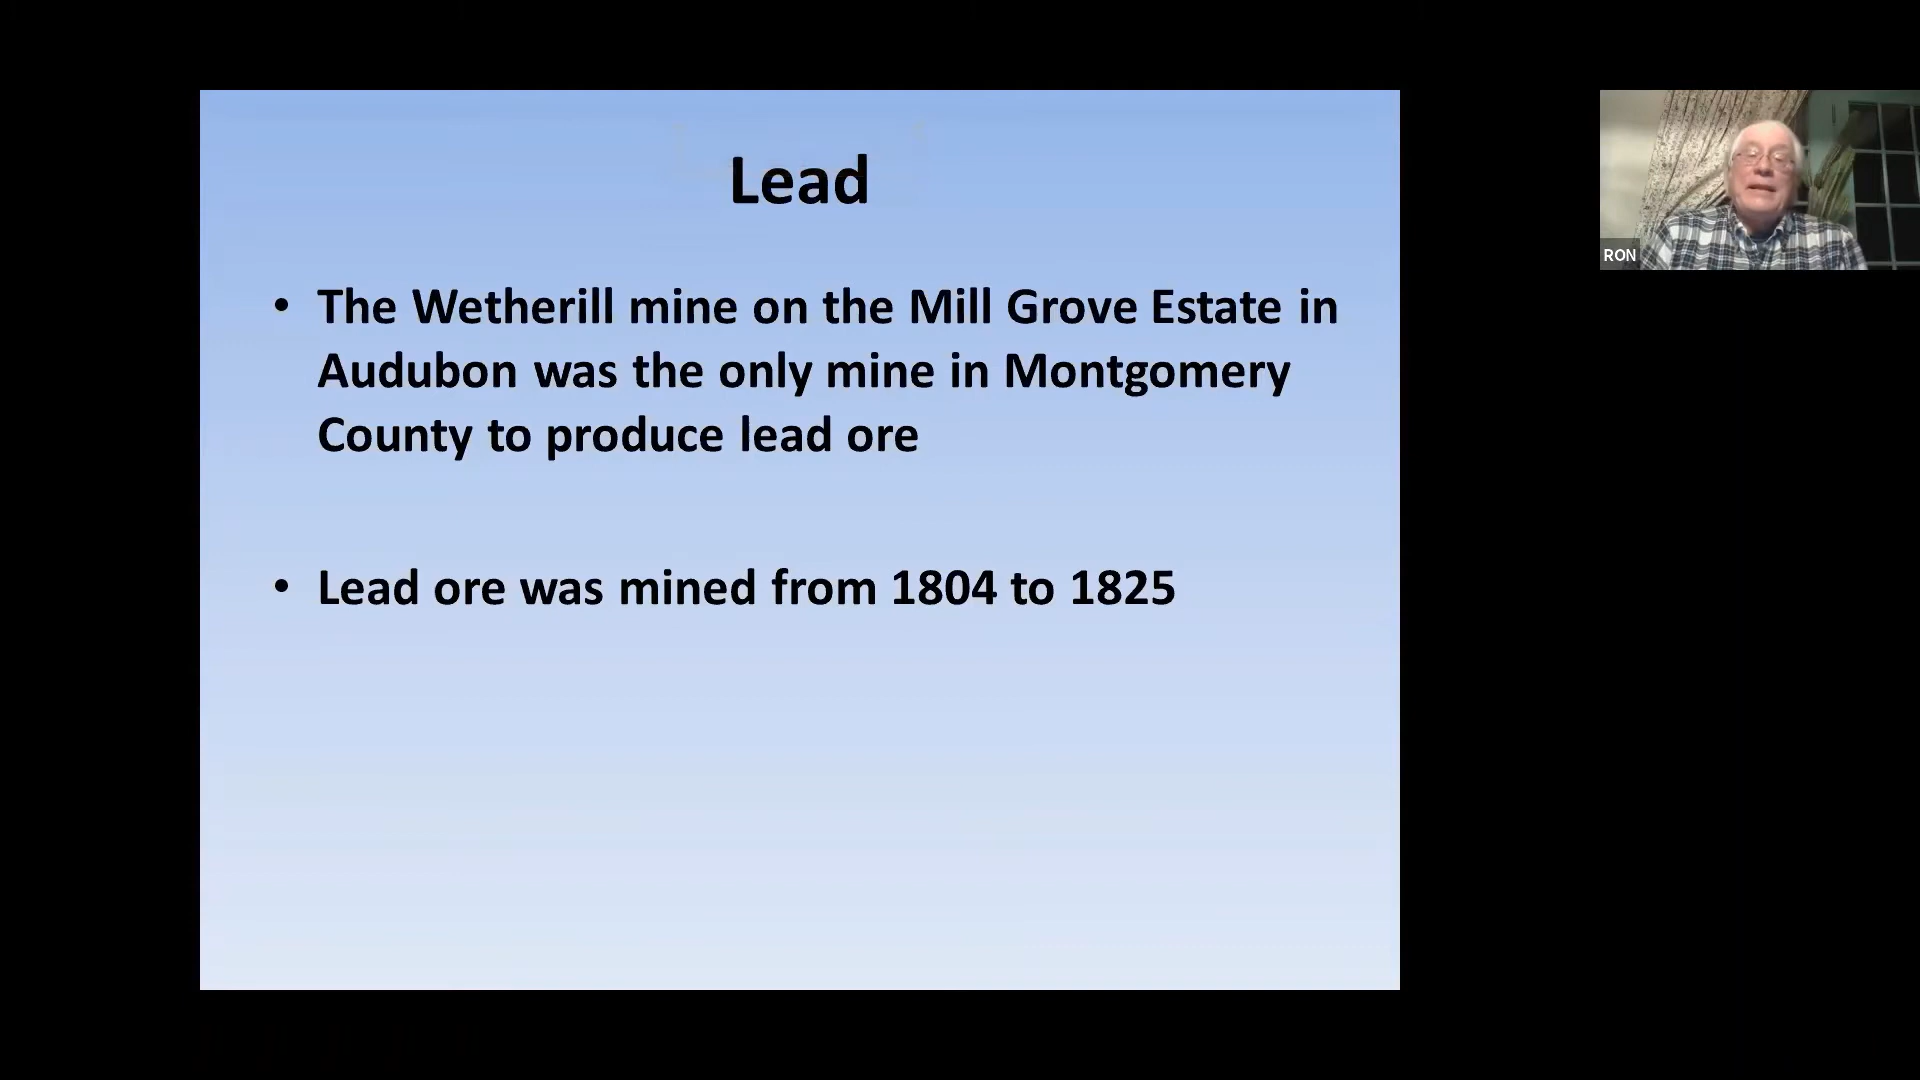 Lead
• The Wetherill mine on the Mill Grove Estate in
Audubon was the only mine in Montgomery
County to produce lead ore
• Lead ore was mined from 1804 to 1825
RON